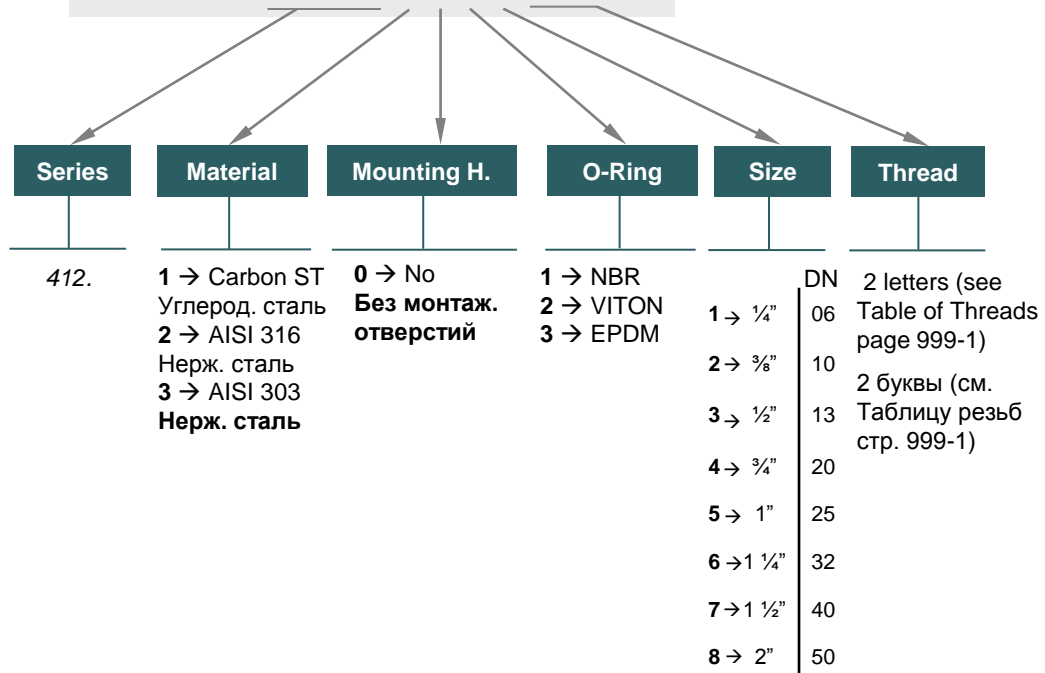 Series
Material
Mounting H.
O-Ring
Size
Thread
412.
1 → Carbon ST
Углерод. сталь
2 → AISI 316
Нерж. сталь
3 → AISI 303
Нерж. сталь
0 → No
Без монтаж.
отверстий
1 → NBR
2 → VITON
3 → EPDM
DN
1 → ¼” 06
2 → ⅜” 10
3 → ½” 13
4 → ¾” 20
5 → 1” 25
6 → 1 ¼” 32
7 → 1 ½” 40
8 → 2” 50
2 letters (see
Table of Threads
page 999-1)
2 буквы (см.
Таблицу резьб
стр. 999-1)